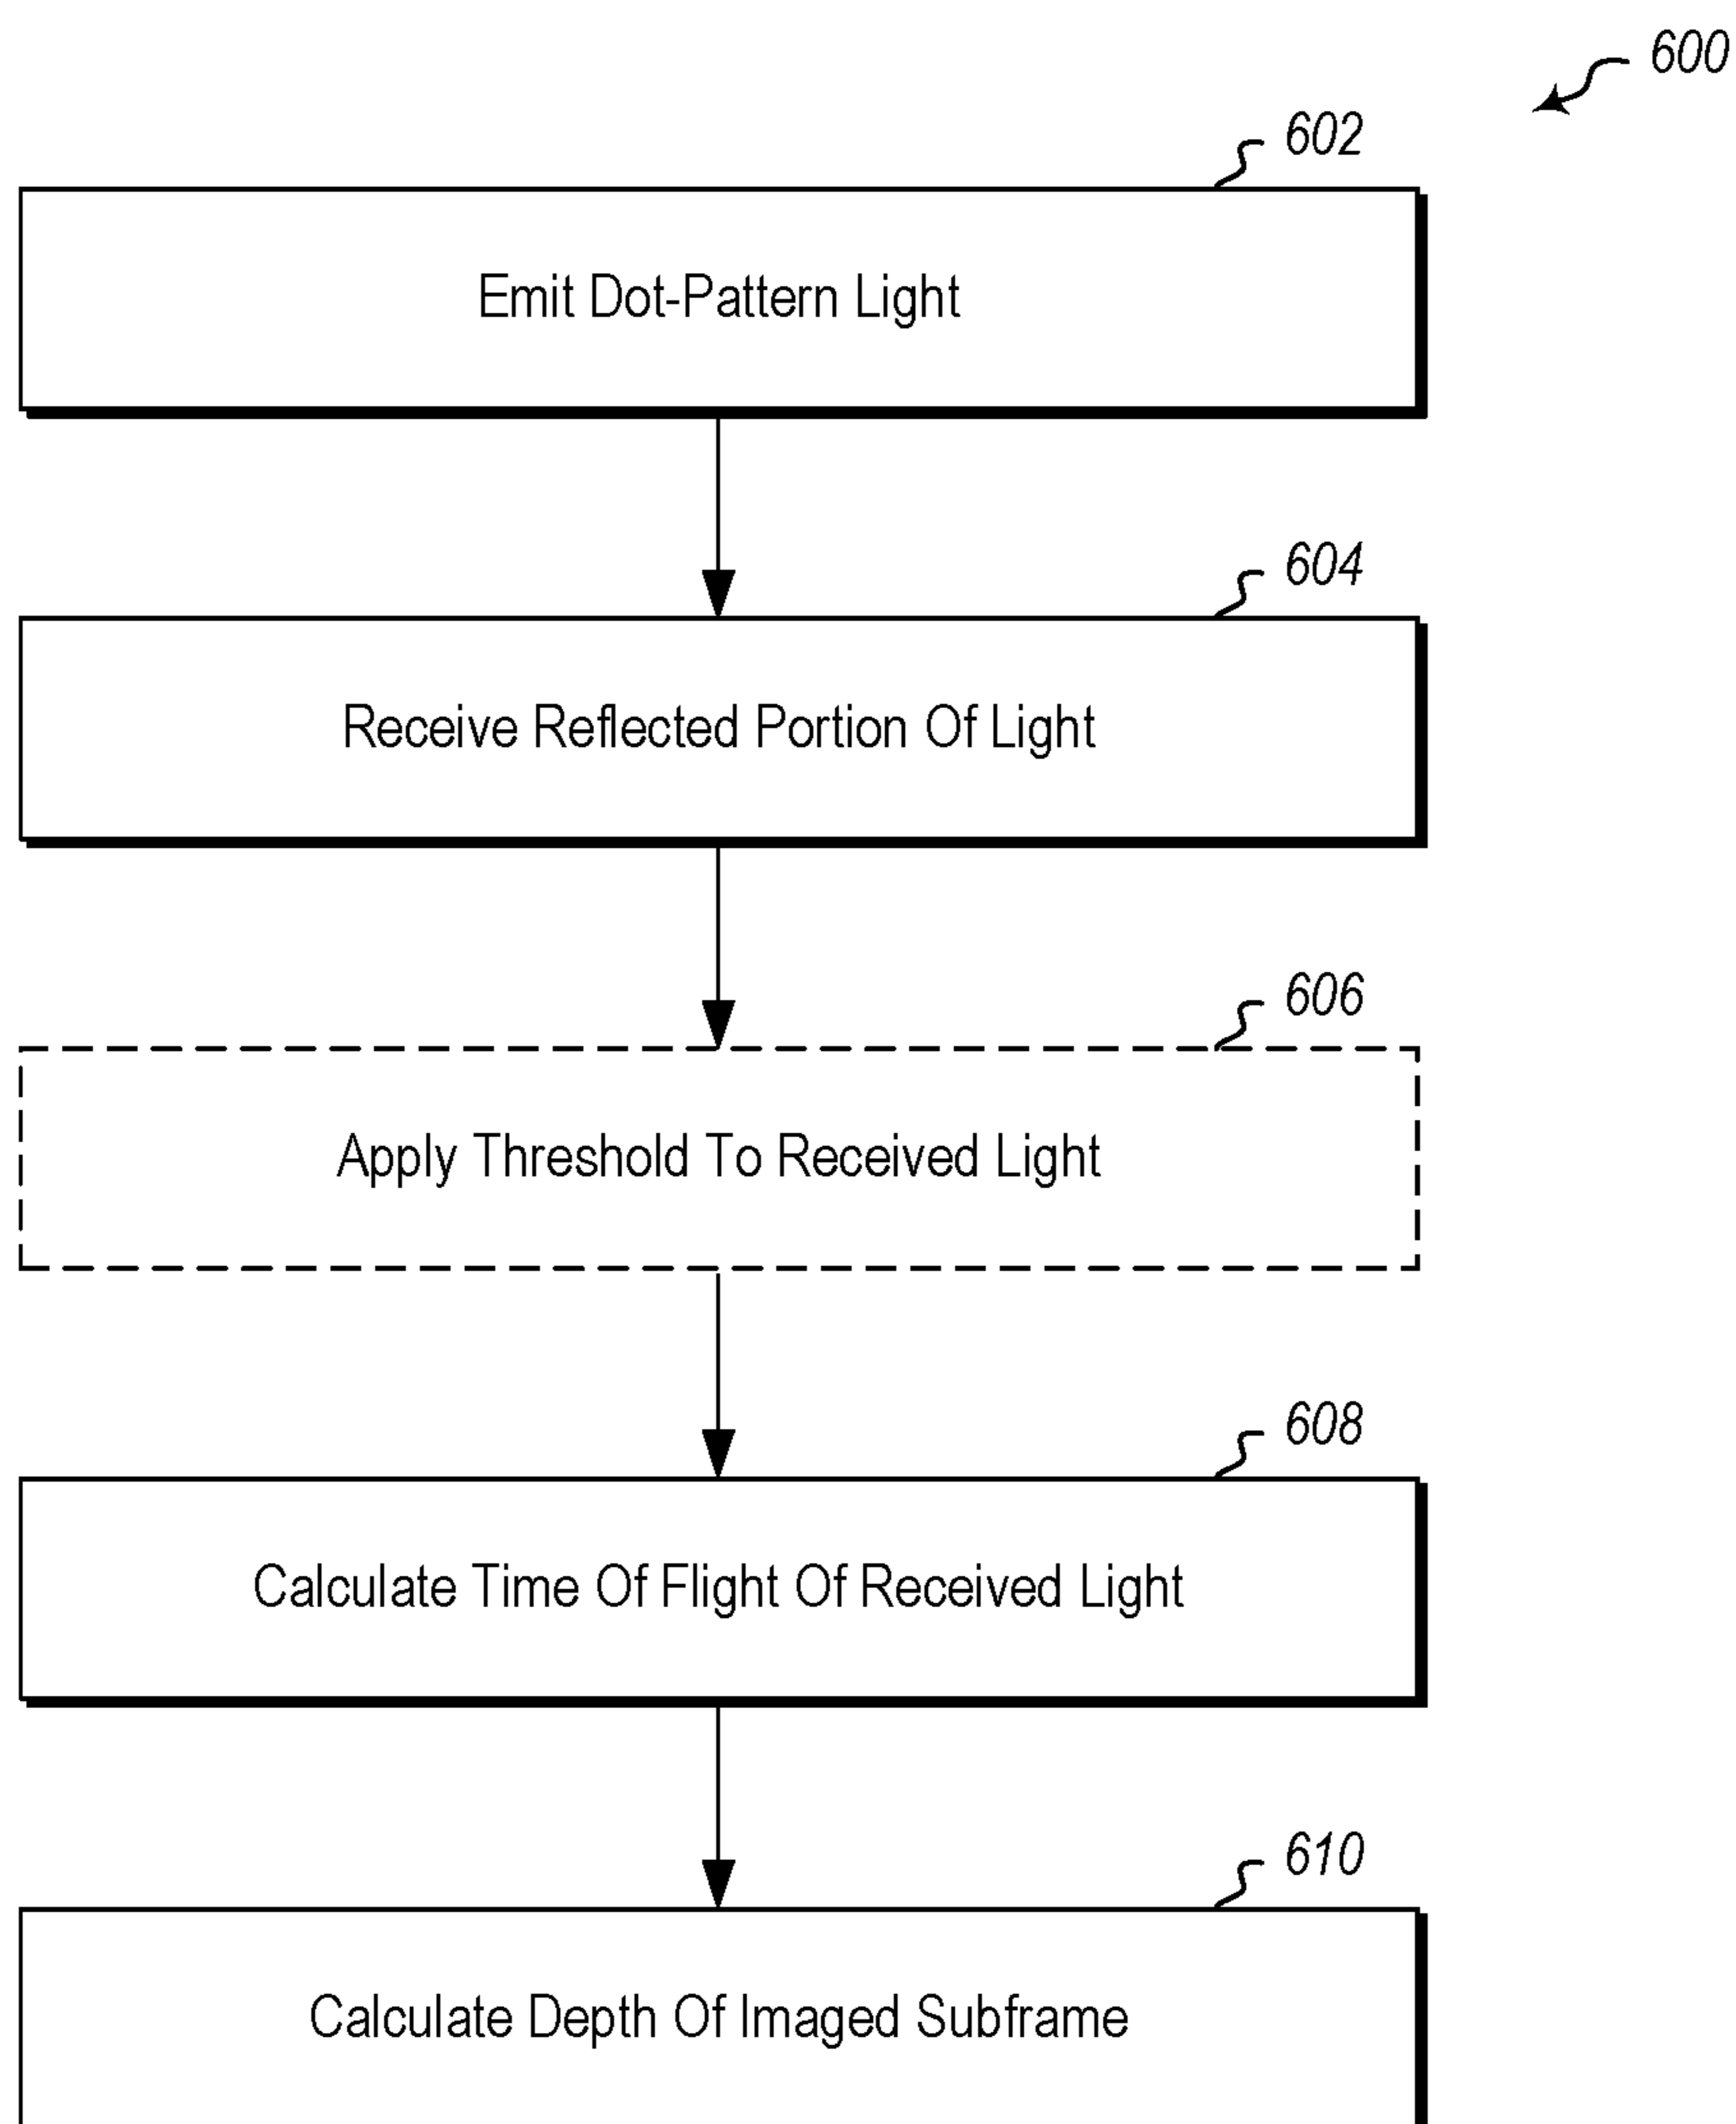 600
602
Emit Dot-Pattern Light
604
Receive Reflected Portion Of Light
606
Apply Threshold To Received Light
608
Calculate Time Of Flight Of Received Light
610
Calculate Depth Of Imaged Subframe